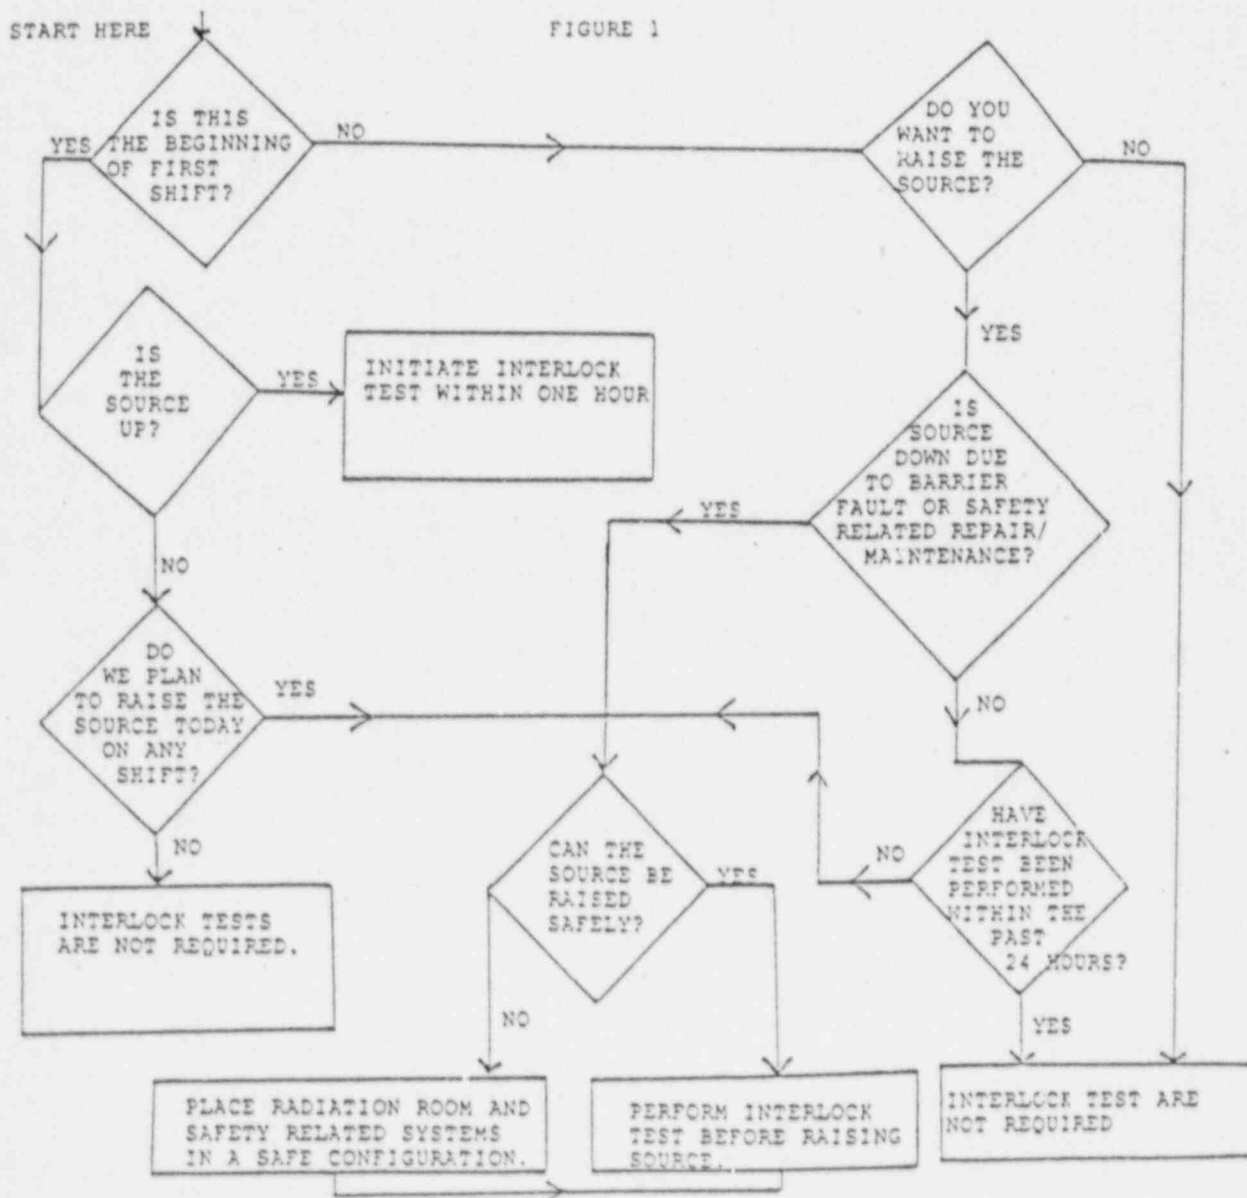 START HERE
FIGURE 1
IS THIS
THE BEGINNING
OF FIRST
SHIFT?
YES
NO
DO YOU
WANT TO
RAISE THE
SOURCE?
NO
YES
IS
THE
SOURCE
UP?
YES
INITIATE INTERLOCK
TEST WITHIN ONE HOUR
NO
IS
SOURCE
DOWN DUE
TO BARRIER
FAULT OR SAFETY
RELATED REPAIR/
MAINTENANCE?
YES
NO
DO
WE PLAN
TO RAISE THE
SOURCE TODAY
ON ANY
SHIFT?
YES
NO
INTERLOCK TESTS
ARE NOT REQUIRED.
CAN THE
SOURCE BE
RAISED
SAFELY?
YES
NO
HAVE
INTERLOCK
TEST BEEN
PERFORMED
WITHIN THE
PAST
24 HOURS?
NO
YES
PLACE RADIATION ROOM AND
SAFETY RELATED SYSTEMS
IN A SAFE CONFIGURATION.
PERFORM INTERLOCK
TEST BEFORE RAISING
SOURCE.
INTERLOCK TEST ARE
NOT REQUIRED